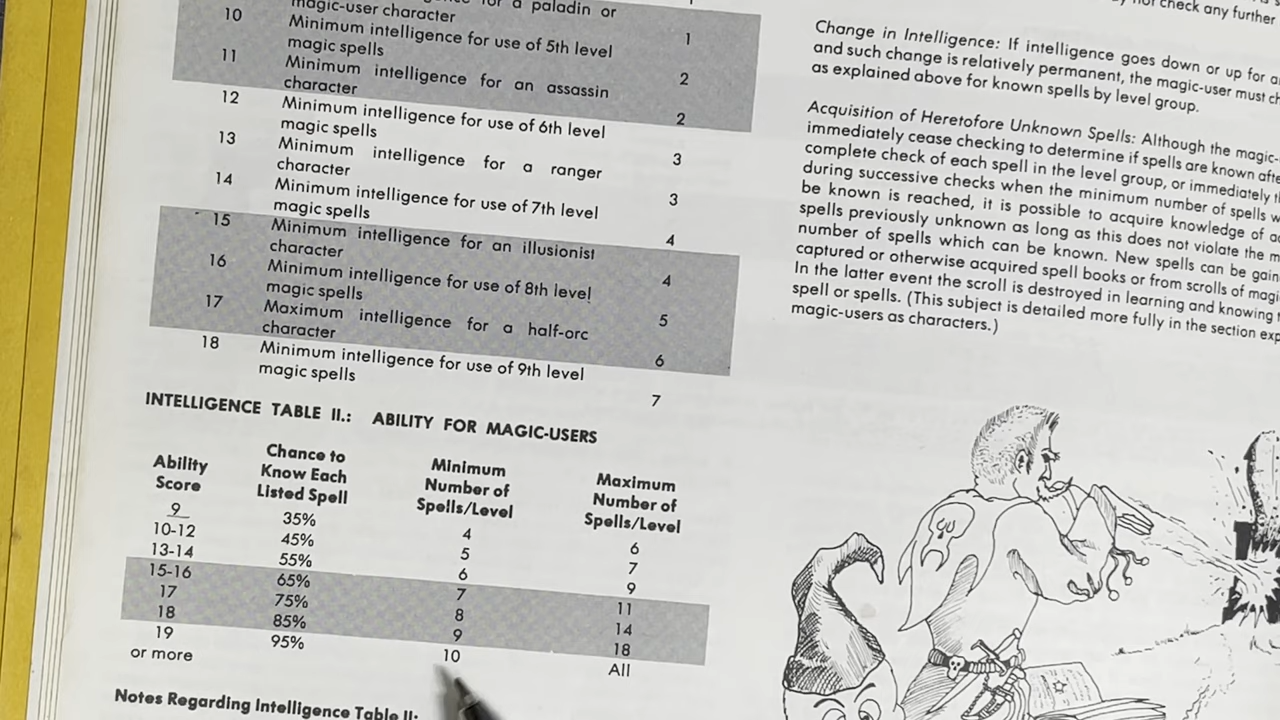 for a paladin or
magic-user character
10 Minimum intelligence for use of 5th level 1
magic spells
11 Minimum intelligence for an assassin 2
character
12 Minimum intelligence for use of 6th level 2
magic spells
13 Minimum intelligence for a ranger 3
character
14 Minimum intelligence for use of 7th level 3
magic spells
15 Minimum intelligence for an illusionist 4
character
16 Minimum intelligence for use of 8th level 4
magic spells
17 Maximum intelligence for a half-orc 5
character
18 Minimum intelligence for use of 9th level 6
magic spells
7
INTELLIGENCE TABLE II.: ABILITY FOR MAGIC-USERS
Ability Score
Chance to Know Each Listed Spell
Minimum Number of Spells/Level
Maximum Number of Spells/Level
9 35% 4 6
10-12 45% 5 7
13-14 55% 6 9
15-16 65% 7 11
17 75% 8 14
18 85% 9 18
19 95% 10 All
or more
Notes Regarding Intelligence Table II:
not check any further
Change in Intelligence: If intelligence goes down or up for
and such change is relatively permanent, the magic-user must
as explained above for known spells by level group.
Acquisition of Heretofore Unknown Spells: Although the magic-
immediately cease checking to determine if spells are known
complete check of each spell in the level group, or immediately
during successive checks when the minimum number of spells
be known is reached, it is possible to acquire knowledge of
spells previously unknown as long as this does not violate the
number of spells which can be known. New spells can be
captured or otherwise acquired spell books or from scrolls of
In the latter event the scroll is destroyed in learning and knowing
spell or spells. (This subject is detailed more fully in the section
magic-users as characters.)